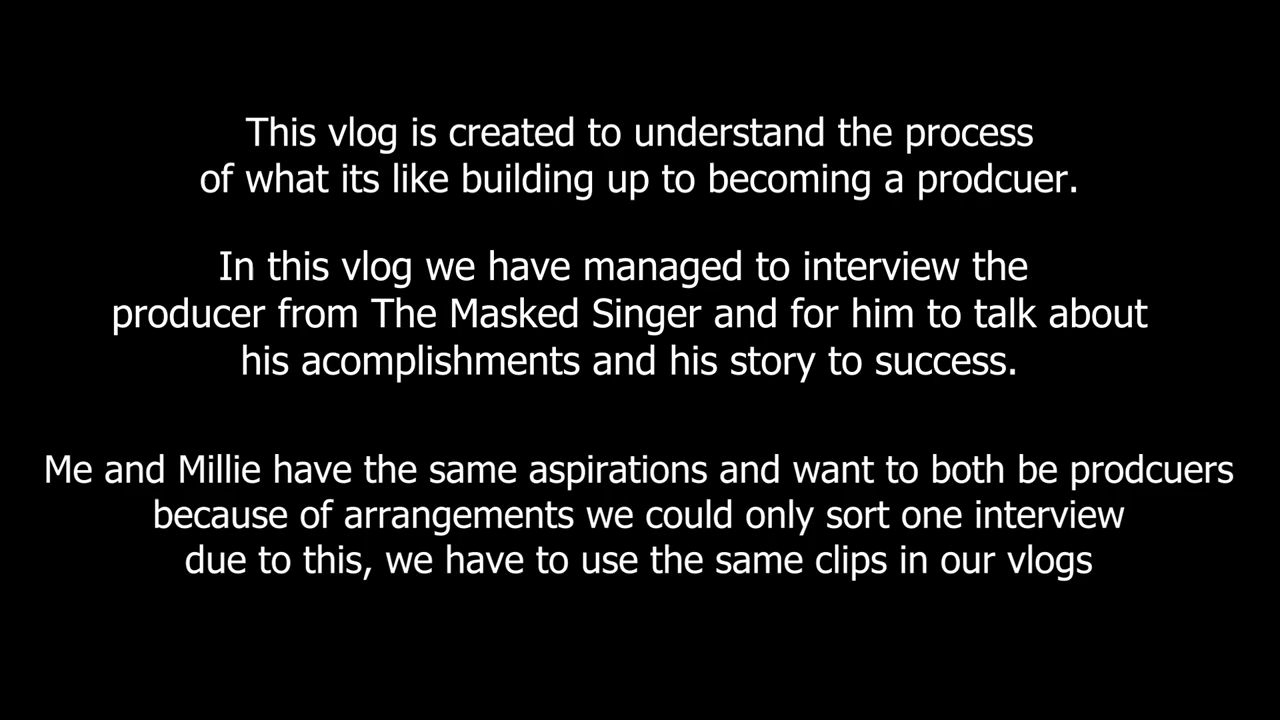 This vlog is created to understand the process
of what its like building up to becoming a prodcuer.
In this vlog we have managed to interview the
producer from The Masked Singer and for him to talk about
his acomplishments and his story to success.
Me and Millie have the same aspirations and want to both be prodcuers
because of arrangements we could only sort one interview
due to this, we have to use the same clips in our vlogs